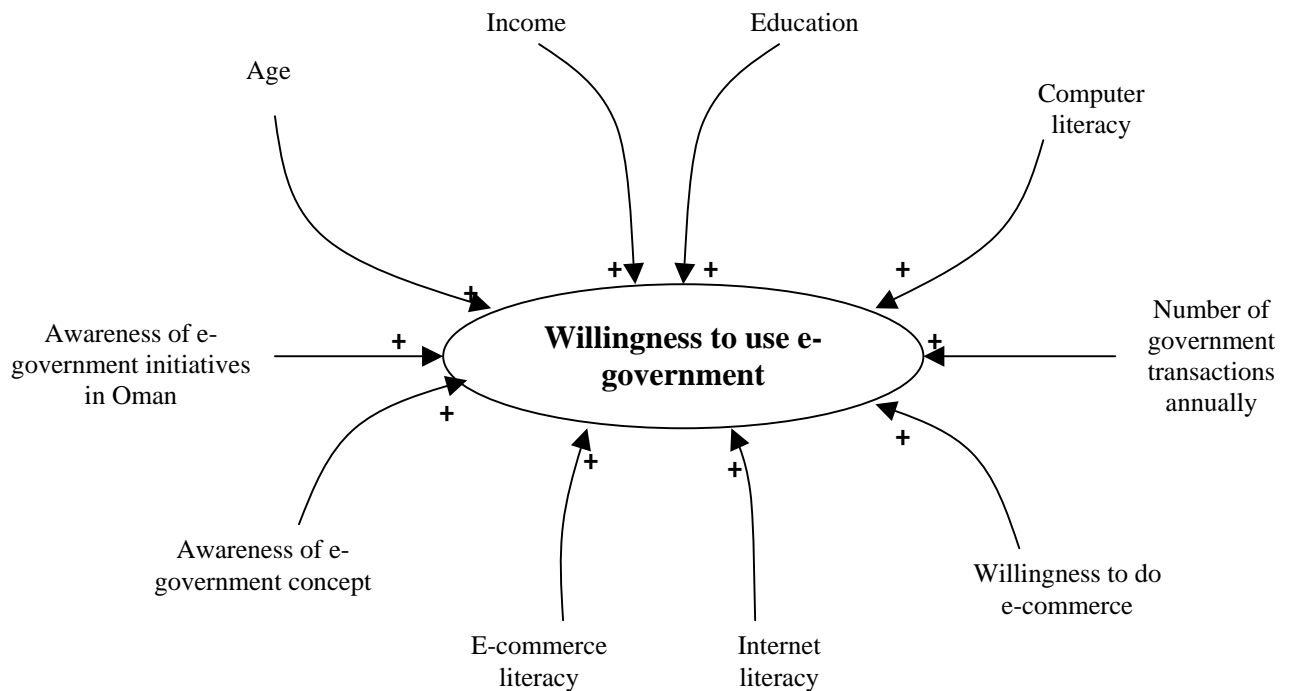 Income
Education
Age
Computer
literacy
+
+
+
+
Willingness to use e-
government
Awareness of e-
government initiatives
in Oman
+
+
Number of
government
transactions
annually
+
+
+
+
Awareness of e-
government concept
Willingness to do
e-commerce
E-commerce
literacy
Internet
literacy